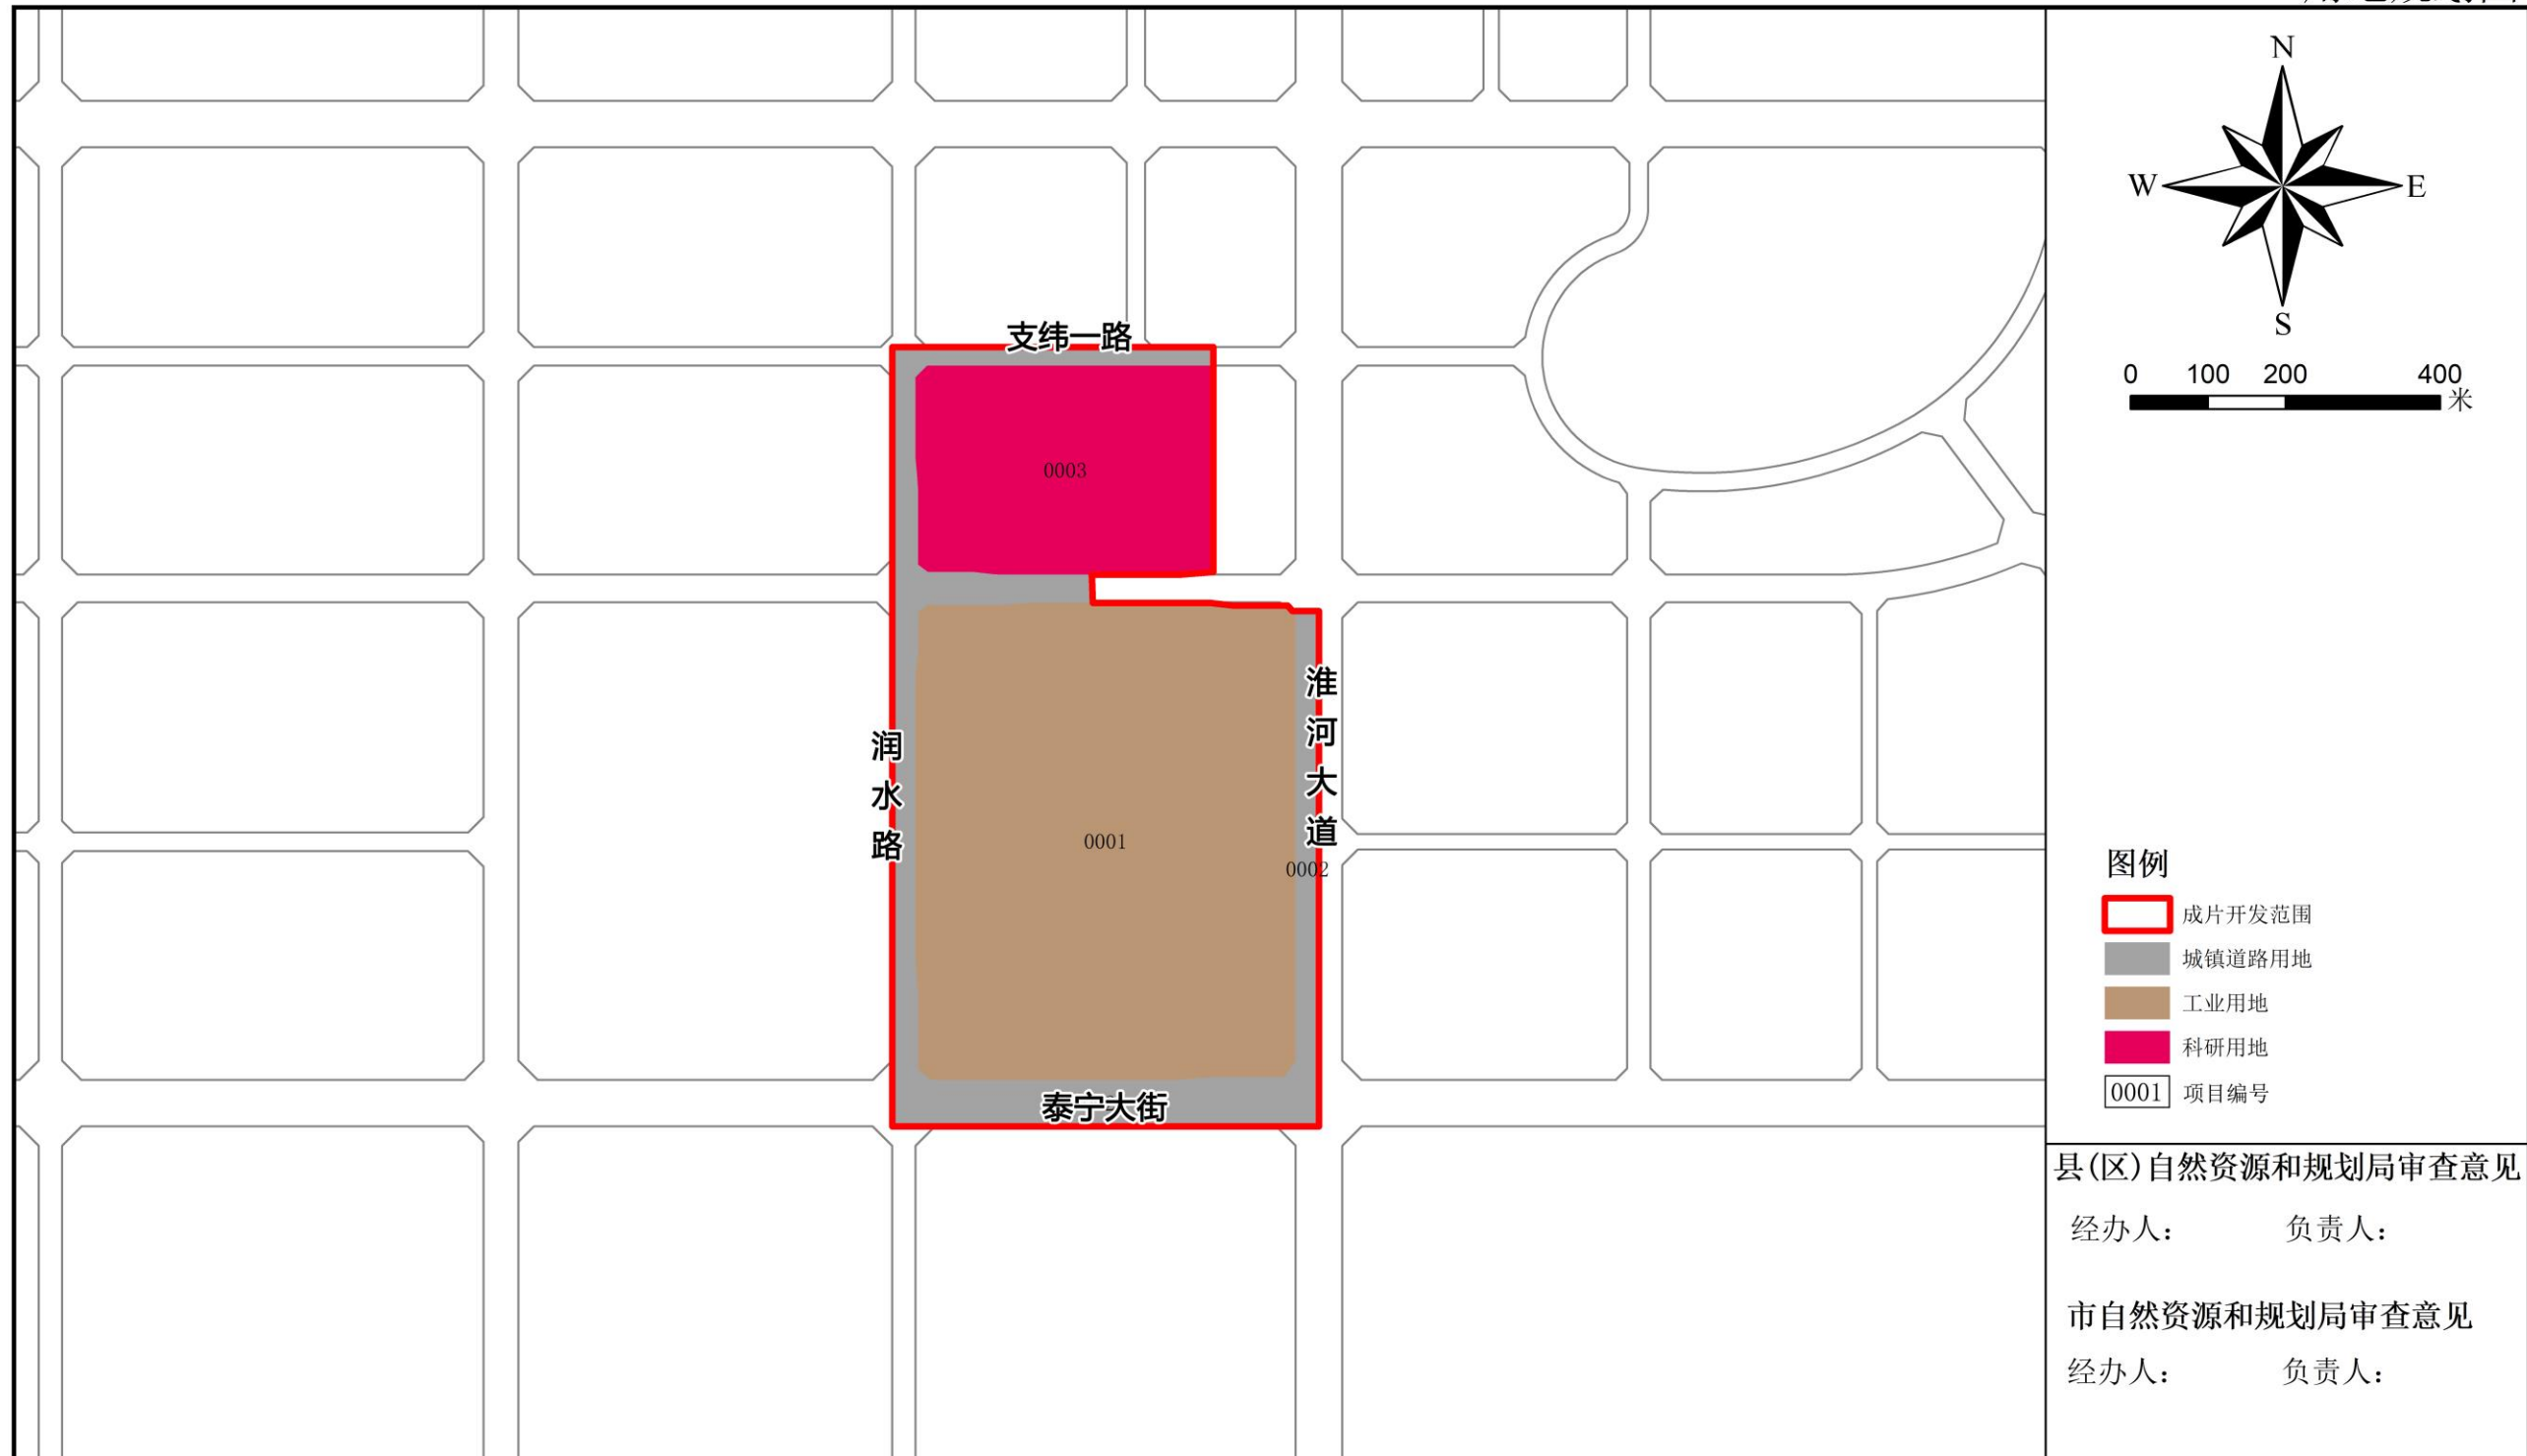 N
W
E
S
0 100 200 400
米
支纬一路
0003
淮河大道
润水路
0001
0002
泰宁大街
图例
成片开发范围
城镇道路用地
工业用地
科研用地
0001 项目编号
县(区)自然资源和规划局审查意见
经办人: 负责人:
市自然资源和规划局审查意见
经办人: 负责人: